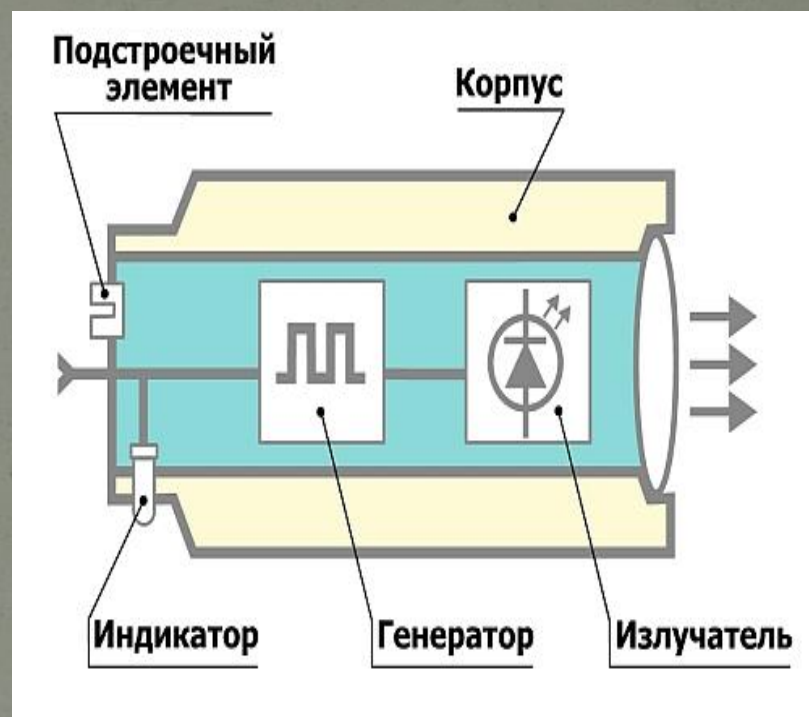 Подстроечный
элемент
Корпус
Индикатор
Генератор
Излучатель